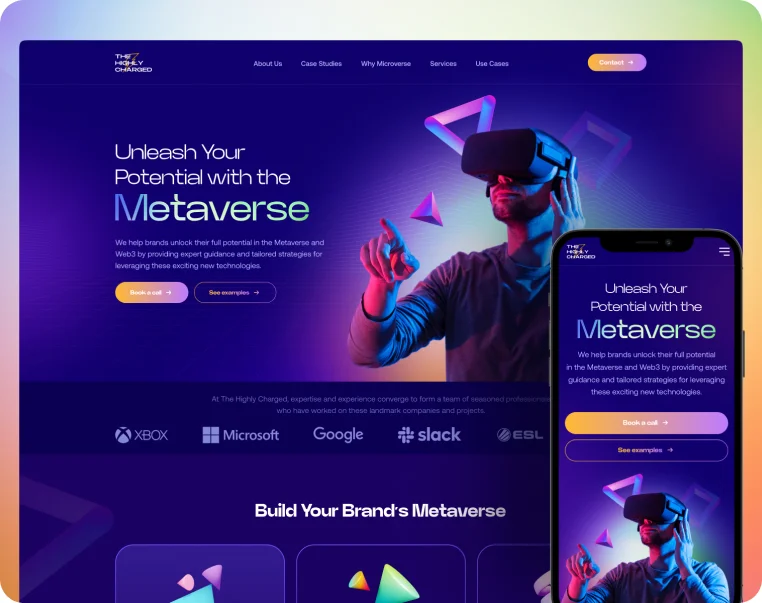 THE
HIGHLY
CHARGED
About Us
Case Studies
Why Microverse
Services
Use Cases
Contact →
Unleash Your
Potential with the
Metaverse
We help brands unlock their full potential in the Metaverse and
Web3 by providing expert guidance and tailored strategies for
leveraging these exciting new technologies.
Book a call →
See examples →
At The Highly Charged, expertise and experience converge to form a team of seasoned
who have worked on these landmark companies and projects.
XBOX
Microsoft
Google
slack
ESL
Build Your Brand's Metaverse
THE
HIGHLY
CHARGED
Unleash Your
Potential with the
Metaverse
We help brands unlock their full potential
in the Metaverse and Web3 by providing expert
guidance and tailored strategies for leveraging
these exciting new technologies.
Book a call →
See examples →